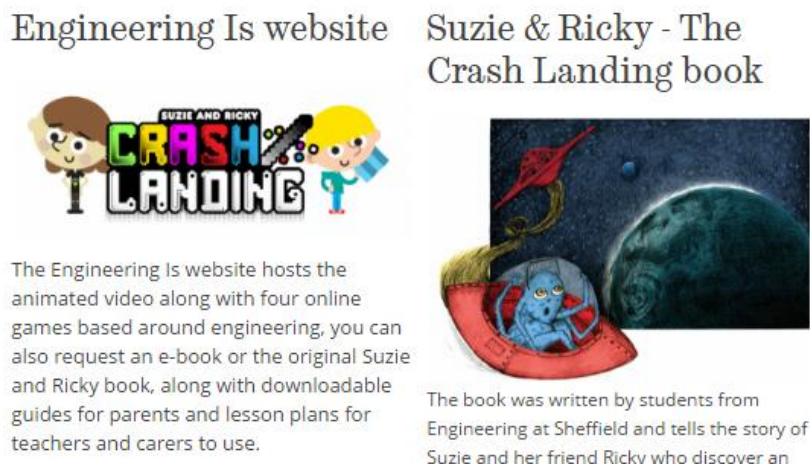 Engineering Is website
SUZIE AND RICKY
CRASH
LANDING
The Engineering Is website hosts the
animated video along with four online
games based around engineering, you can
also request an e-book or the original Suzie
and Ricky book, along with downloadable
guides for parents and lesson plans for
teachers and carers to use.
Suzie & Ricky - The
Crash Landing book
The book was written by students from
Engineering at Sheffield and tells the story of
Suzie and her friend Ricky who discover an